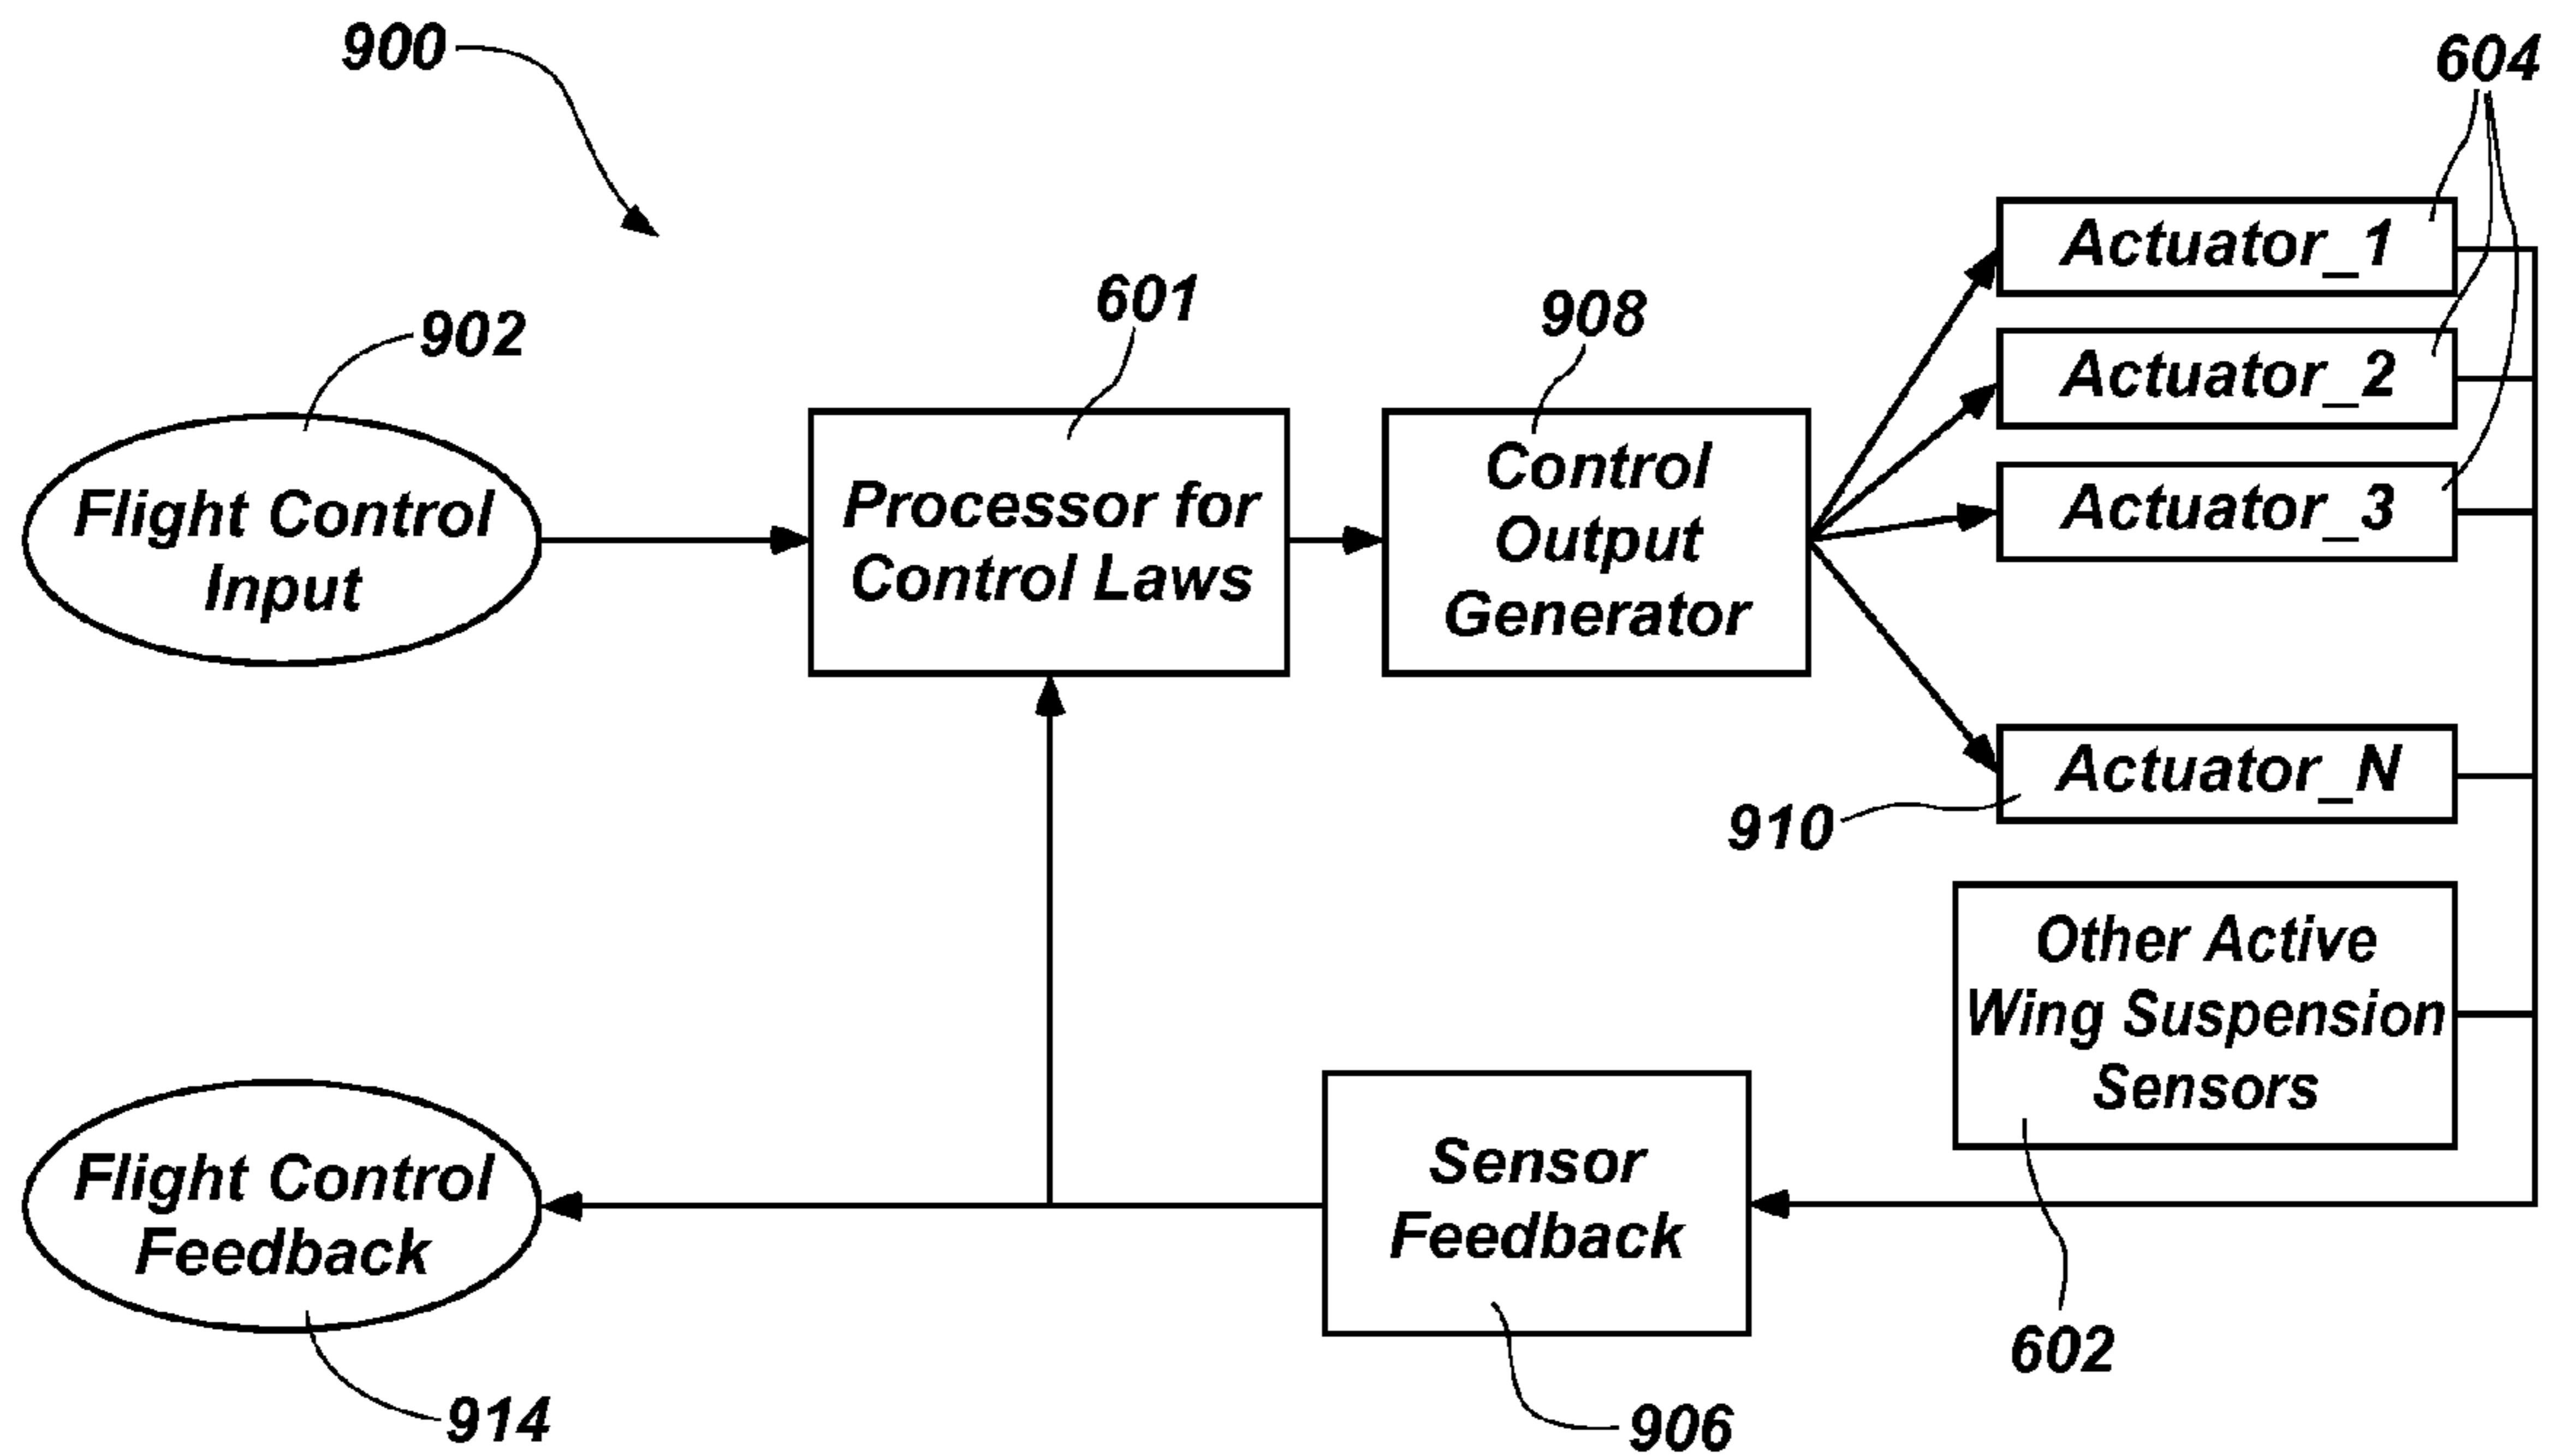 900
604
902
601
908
Actuator_1
Actuator_2
Actuator_3
Flight Control
Input
Processor for
Control Laws
Control
Output
Generator
Actuator_N
910
Other Active
Wing Suspension
Sensors
Flight Control
Feedback
Sensor
Feedback
602
914
906